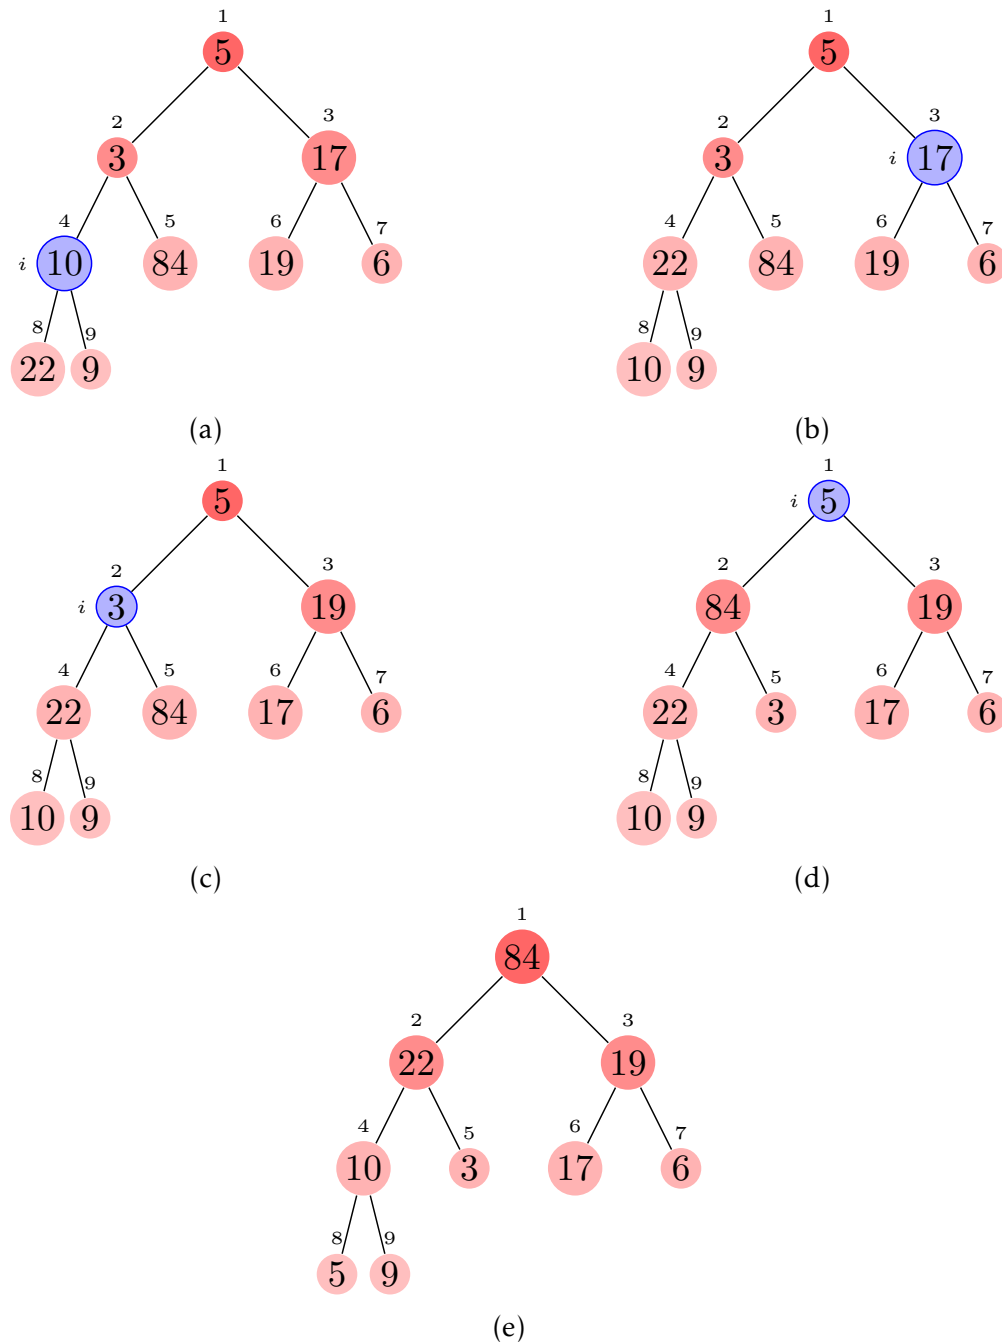 1 1
5 5
2 3 2 3
3 17 3 i 17
4 5 6 7 4 5 6 7
i 10 84 19 6 22 84 19 6
8 9 8 9
22 9 10 9
(a) (b)
1 1
5 i 5
2 3 2 3
i 3 19 84 19
4 5 6 7 4 5 6 7
22 84 17 6 22 3 17 6
8 9 8 9
10 9 10 9
(c) (d)
1
84
2 3
22 19
4 5 6 7
10 3 17 6
8 9
5 9
(e)